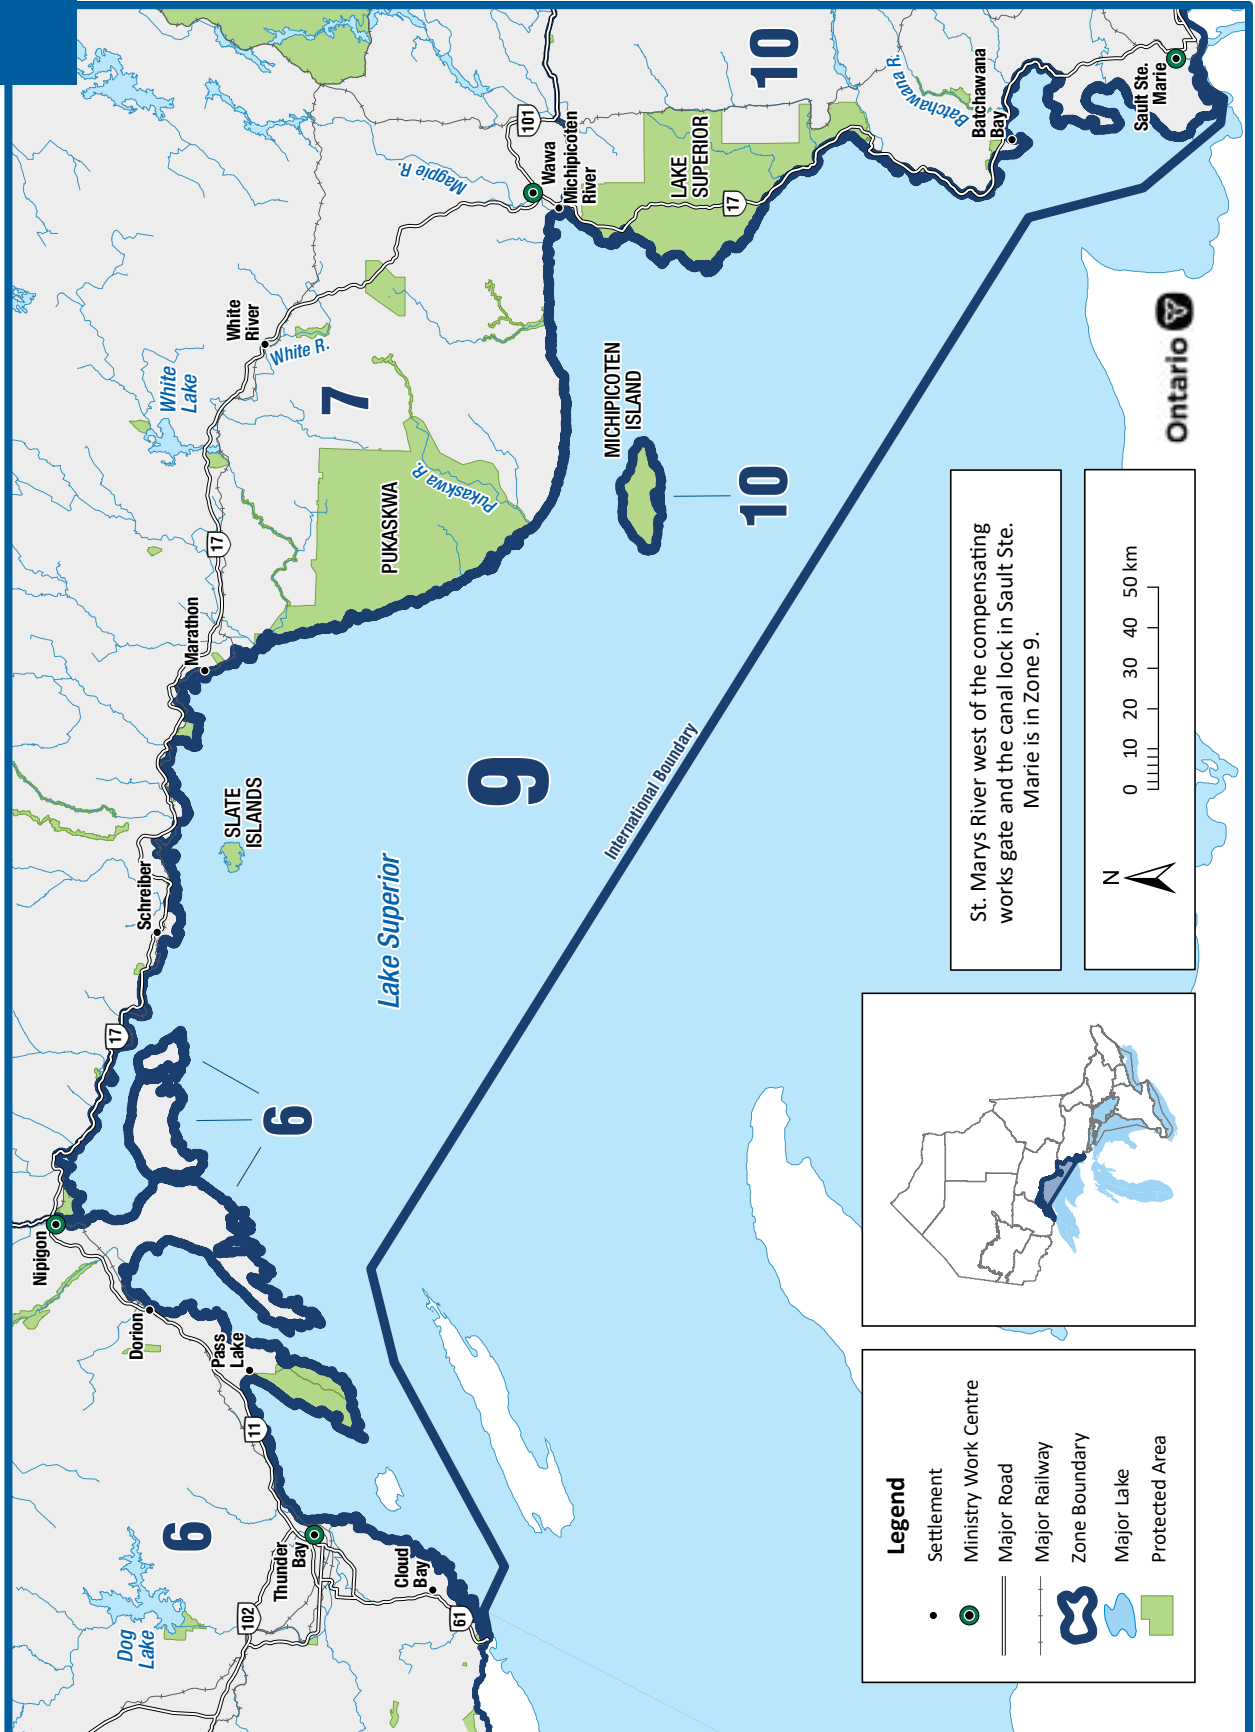 Dog
Lake
6
102
Thunder
Bay
Cloud
Bay
61
11
Pass
Lake
Dorion
Nipigon
6
17
Schreiber
SLATE
ISLANDS
Lake Superior
9
International Boundary
Marathon
17
PUKASKWA
Pukaskwa R.
7
White
Lake
White
River
White R.
MICHIPICOTEN
ISLAND
10
Magpie R.
101
Wawa
Michipicoten
River
LAKE
SUPERIOR
17
10
Batchawana R.
Batchawana
Bay
Sault Ste.
Marie
Legend
Settlement
Ministry Work Centre
Major Road
Major Railway
Zone Boundary
Major Lake
Protected Area
St. Marys River west of the compensating
works gate and the canal lock in Sault Ste.
Marie is in Zone 9.
N
0 10 20 30 40 50 km
Ontario